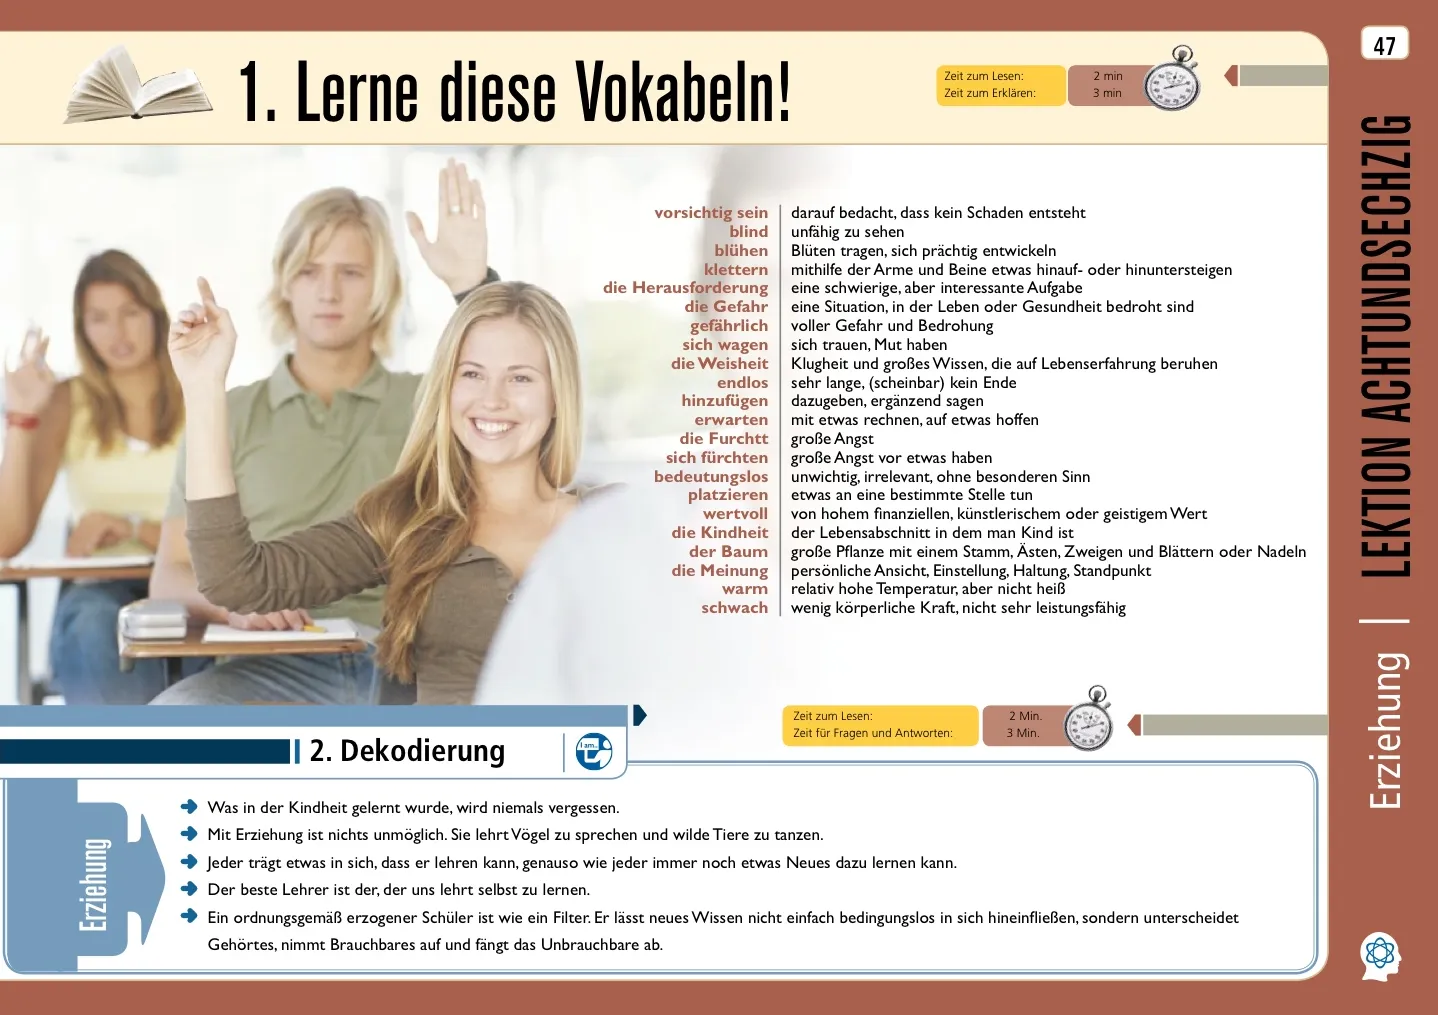 47
1. Lerne diese Vokabeln!
Zeit zum Lesen: 2 min
Zeit zum Erklären: 3 min
vorsichtig sein darauf bedacht, dass kein Schaden entsteht
blind unfähig zu sehen
blühen Blüten tragen, sich prächtig entwickeln
klettern mithilfe der Arme und Beine etwas hinauf- oder hinuntersteigen
die Herausforderung eine schwierige, aber interessante Aufgabe
die Gefahr eine Situation, in der Leben oder Gesundheit bedroht sind
gefährlich voller Gefahr und Bedrohung
sich wagen sich trauen, Mut haben
die Weisheit Klugheit und großes Wissen, die auf Lebenserfahrung beruhen
endlos sehr lange, (scheinbar) kein Ende
hinzufügen dazugeben, ergänzend sagen
erwarten mit etwas rechnen, auf etwas hoffen
die Furchtt große Angst
sich fürchten große Angst vor etwas haben
bedeutungslos unwichtig, irrelevant, ohne besonderen Sinn
platzieren etwas an eine bestimmte Stelle tun
wertvoll von hohem finanziellen, künstlerischem oder geistigem Wert
die Kindheit der Lebensabschnitt in dem man Kind ist
der Baum große Pflanze mit einem Stamm, Ästen, Zweigen und Blättern oder Nadeln
die Meinung persönliche Ansicht, Einstellung, Haltung, Standpunkt
warm relativ hohe Temperatur, aber nicht heiß
schwach wenig körperliche Kraft, nicht sehr leistungsfähig
Zeit zum Lesen: 2 Min.
Zeit für Fragen und Antworten: 3 Min.
2. Dekodierung
I am...
Erziehung
Was in der Kindheit gelernt wurde, wird niemals vergessen.
Mit Erziehung ist nichts unmöglich. Sie lehrt Vögel zu sprechen und wilde Tiere zu tanzen.
Jeder trägt etwas in sich, dass er lehren kann, genauso wie jeder immer noch etwas Neues dazu lernen kann.
Der beste Lehrer ist der, der uns lehrt selbst zu lernen.
Ein ordnungsgemäß erzogener Schüler ist wie ein Filter. Er lässt neues Wissen nicht einfach bedingungslos in sich hineinfließen, sondern unterscheidet
Gehörtes, nimmt Brauchbares auf und fängt das Unbrauchbare ab.
Erziehung | LEKTION ACHTUNDSECHZIG